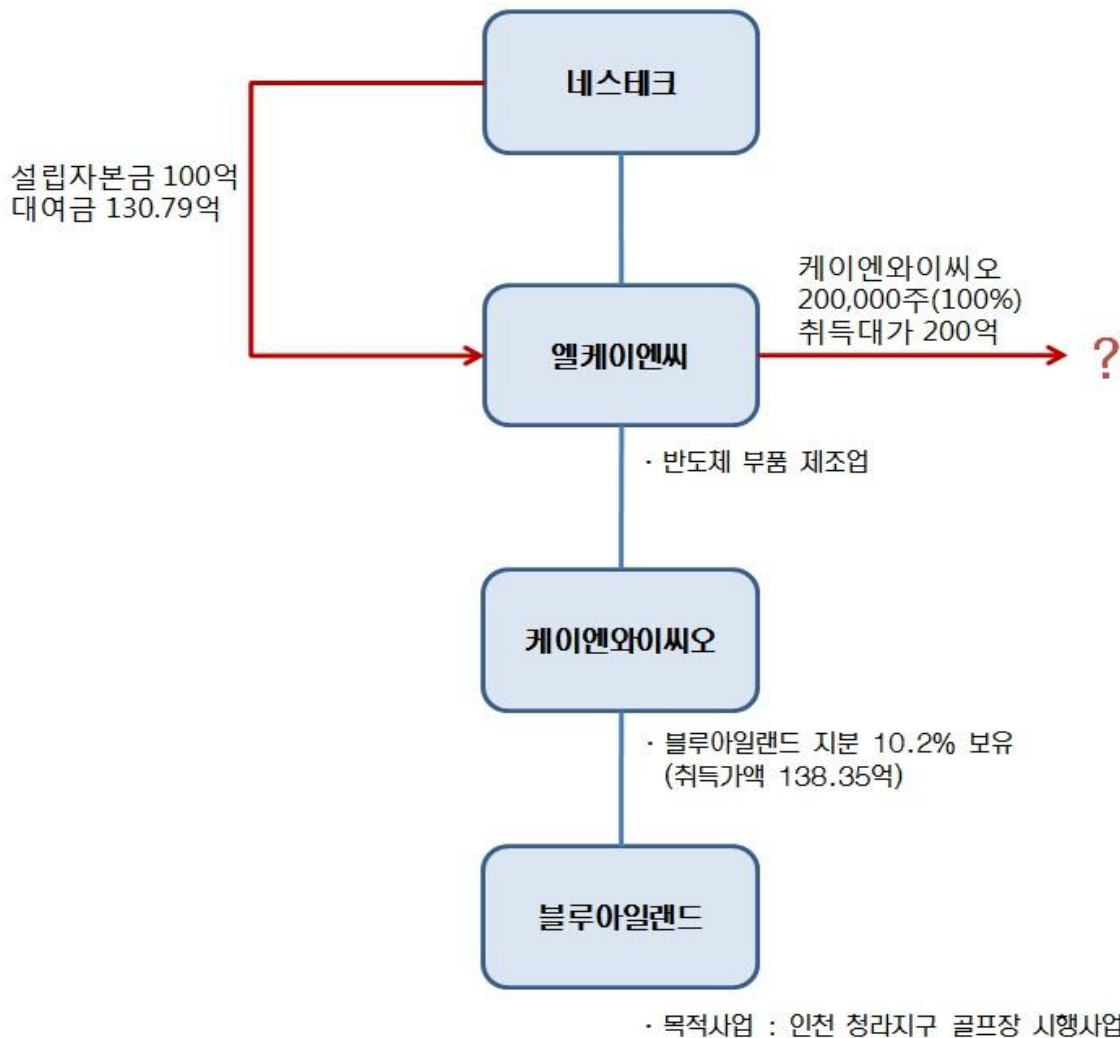 네스테크
설립자본금 100억
대여금 130.79억
케이엔와이씨오
200,000주(100%)
취득대가 200억
?
엘케이엔씨
· 반도체 부품 제조업
케이엔와이씨오
· 블루아일랜드 지분 10.2% 보유
(취득가액 138.35억)
블루아일랜드
· 목적사업 : 인천 청라지구 골프장 시행사업